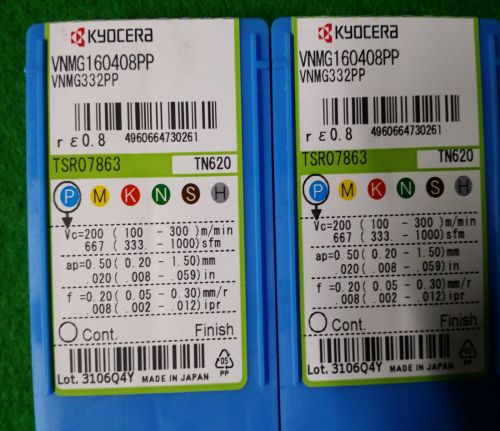 KYOCERA
VNMG160408PP
VNMG332PP
rε0.8 4960664730261
TSR07863 TN620
P M K N S H
Vc=200 ( 100 - 300 )m/min
667 ( 333. - 1000)sfm
ap=0.50( 0.20 - 1.50)mm
.020( .008 - .059)in
f =0.20( 0.05 - 0.30)mm/r
.008( .002 - .012)ipr
Cont. Finish
05
PP
Lot. 3106Q4Y MADE IN JAPAN
KYOCERA
VNMG160408PP
VNMG332PP
rε0.8 4960664730261
TSR07863 TN620
P M K N S H
Vc=200 ( 100 - 300 )m/min
667 ( 333. - 1000)sfm
ap=0.50( 0.20 - 1.50)mm
.020( .008 - .059)in
f =0.20( 0.05 - 0.30)mm/r
.008( .002 - .012)ipr
Cont. Finish
05
PP
Lot. 3106Q4Y MADE IN JAPAN